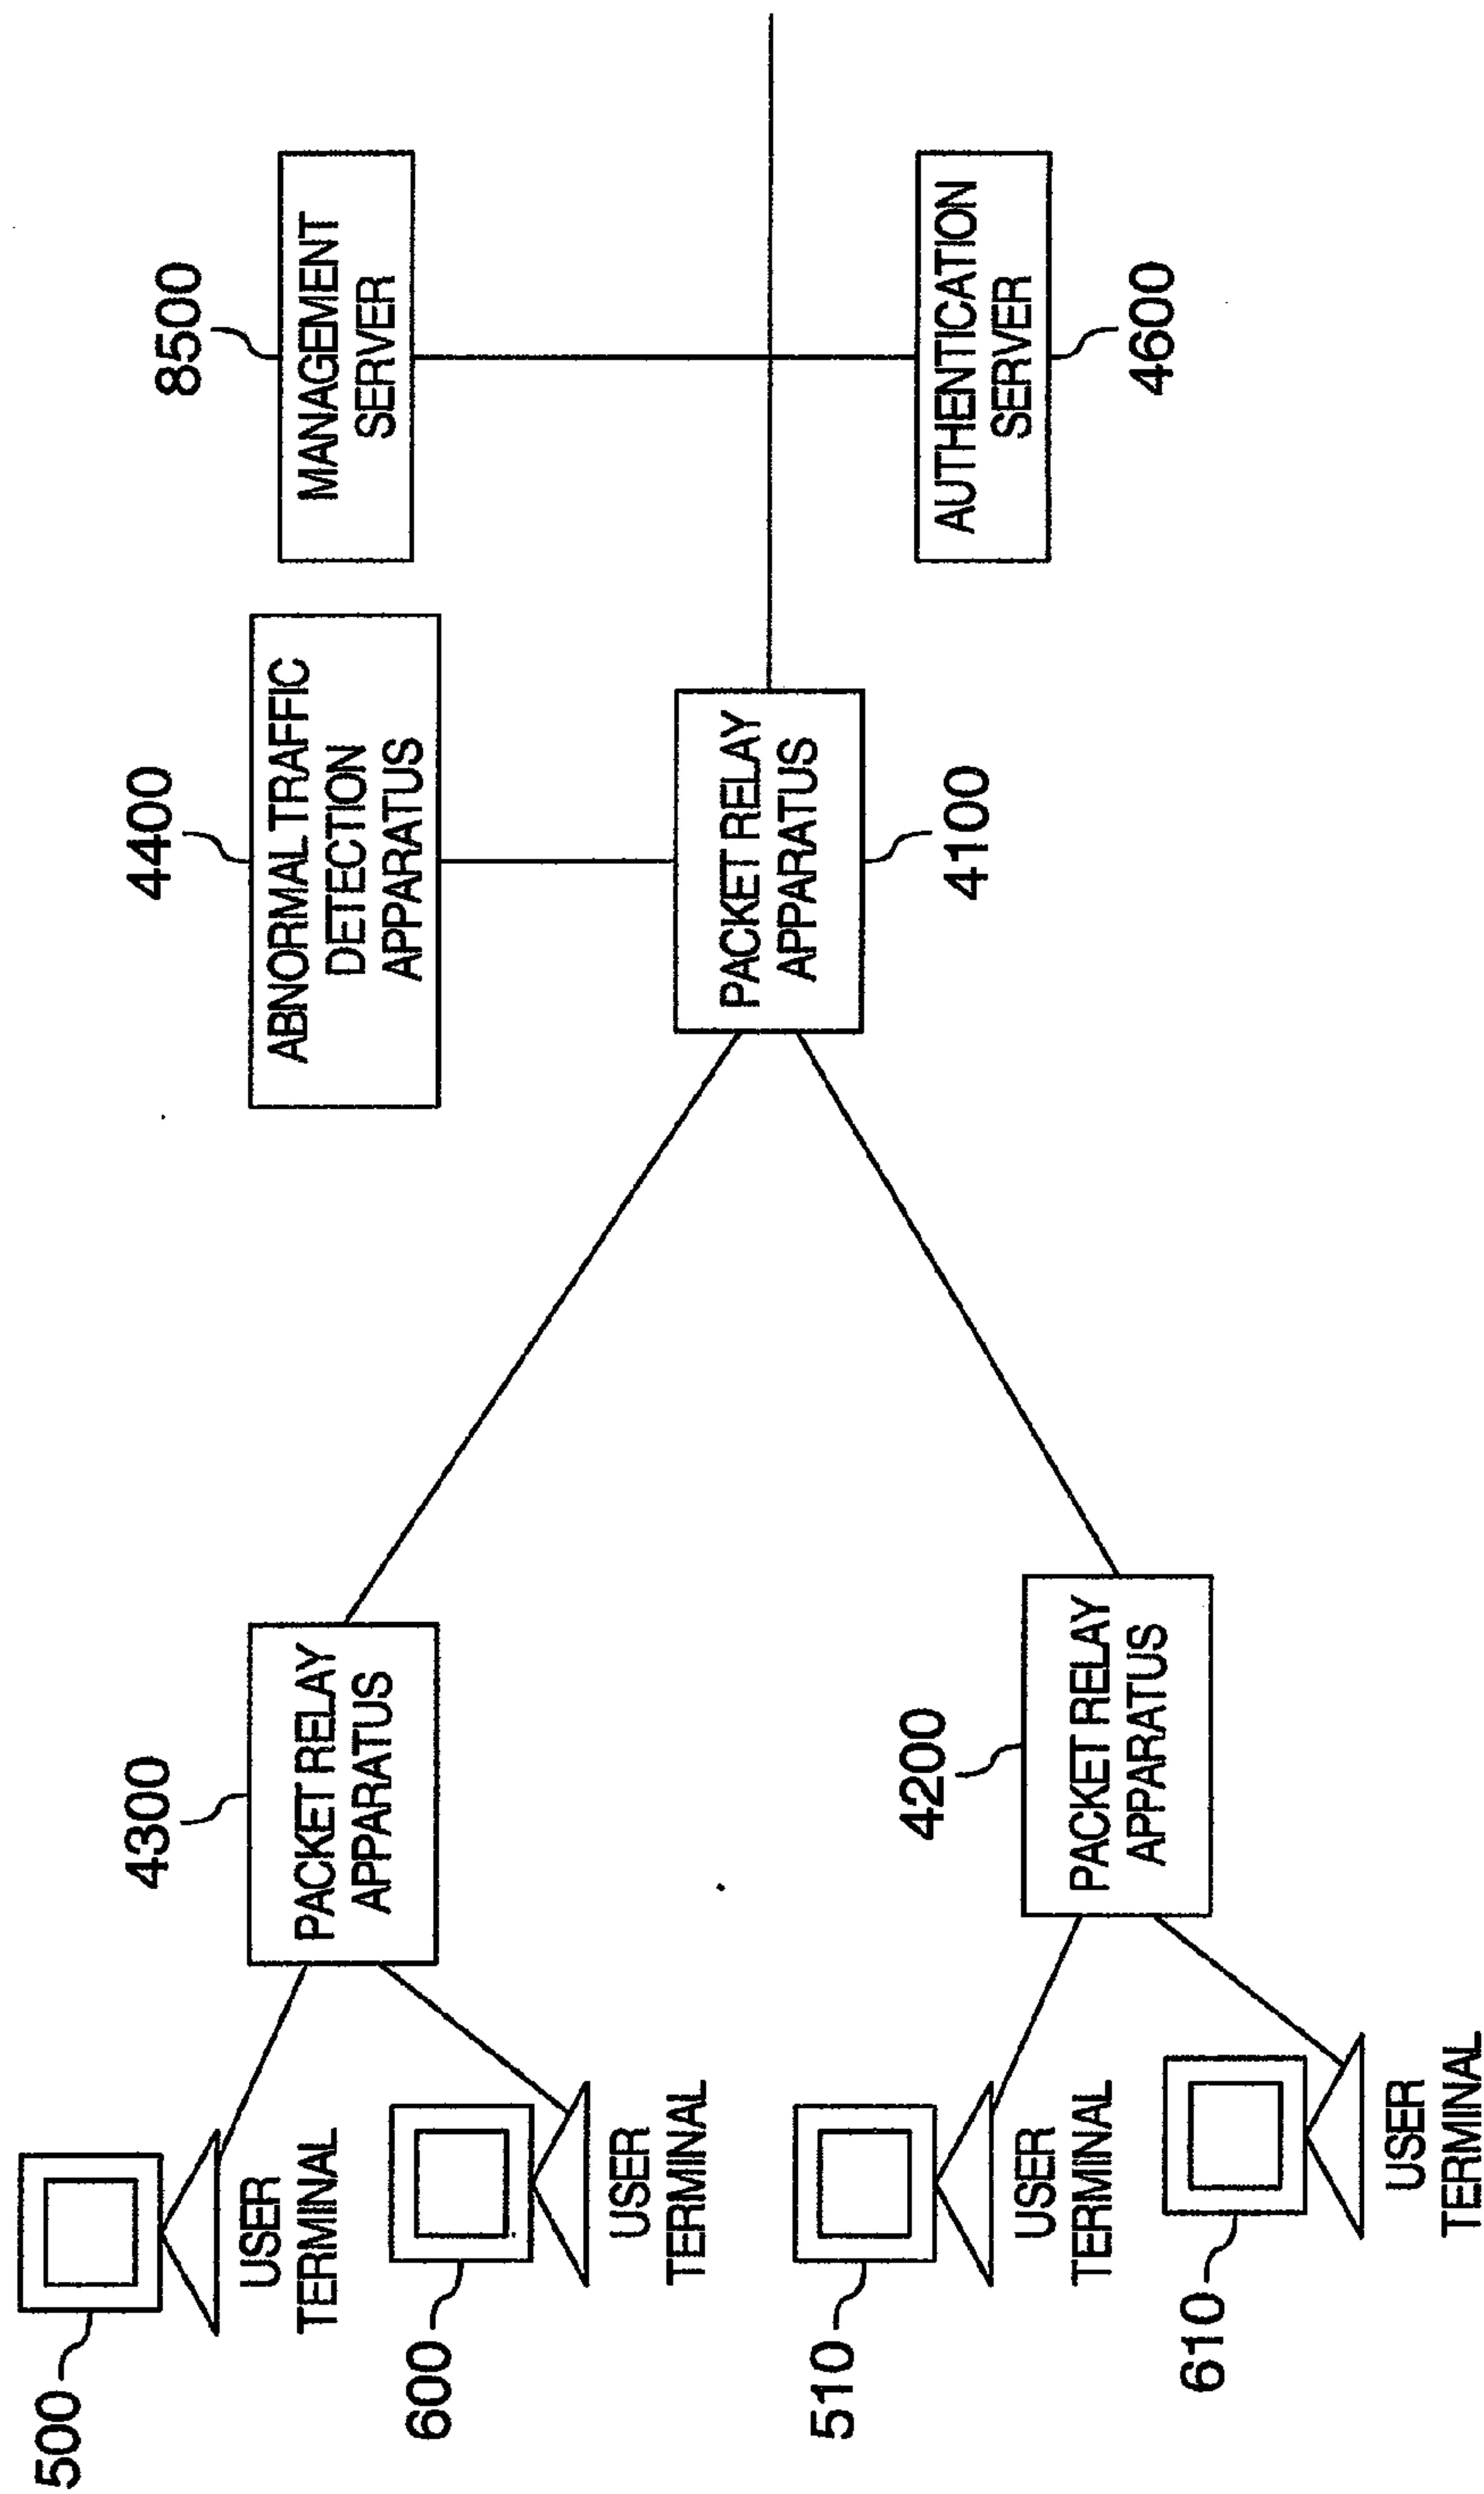 500
USER
TERMINAL
600
USER
TERMINAL
510
USER
TERMINAL
610
USER
TERMINAL
4300
PACKET RELAY
APPARATUS
4200
PACKET RELAY
APPARATUS
4400
ABNORMAL TRAFFIC
DETECTION
APPARATUS
PACKET RELAY
APPARATUS
4100
8500
MANAGEMENT
SERVER
AUTHENTICATION
SERVER
4600